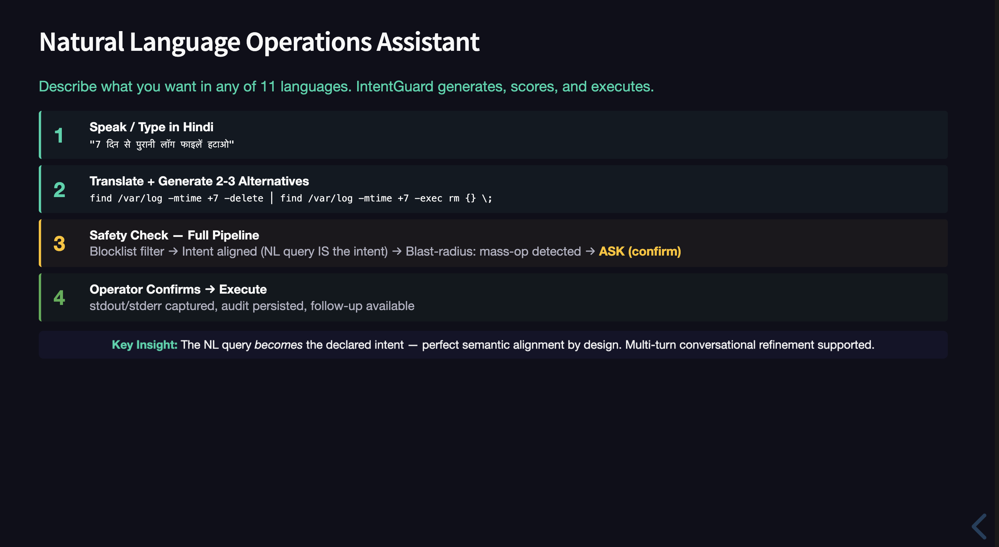 Natural Language Operations Assistant
Describe what you want in any of 11 languages. IntentGuard generates, scores, and executes.
1
Speak / Type in Hindi
"7 दिन से पुरानी लॉग फाइलें हटाओ"
2
Translate + Generate 2-3 Alternatives
find /var/log -mtime +7 -delete | find /var/log -mtime +7 -exec rm {} \;
3
Safety Check — Full Pipeline
Blocklist filter → Intent aligned (NL query IS the intent) → Blast-radius: mass-op detected → ASK (confirm)
4
Operator Confirms → Execute
stdout/stderr captured, audit persisted, follow-up available
Key Insight: The NL query becomes the declared intent — perfect semantic alignment by design. Multi-turn conversational refinement supported.